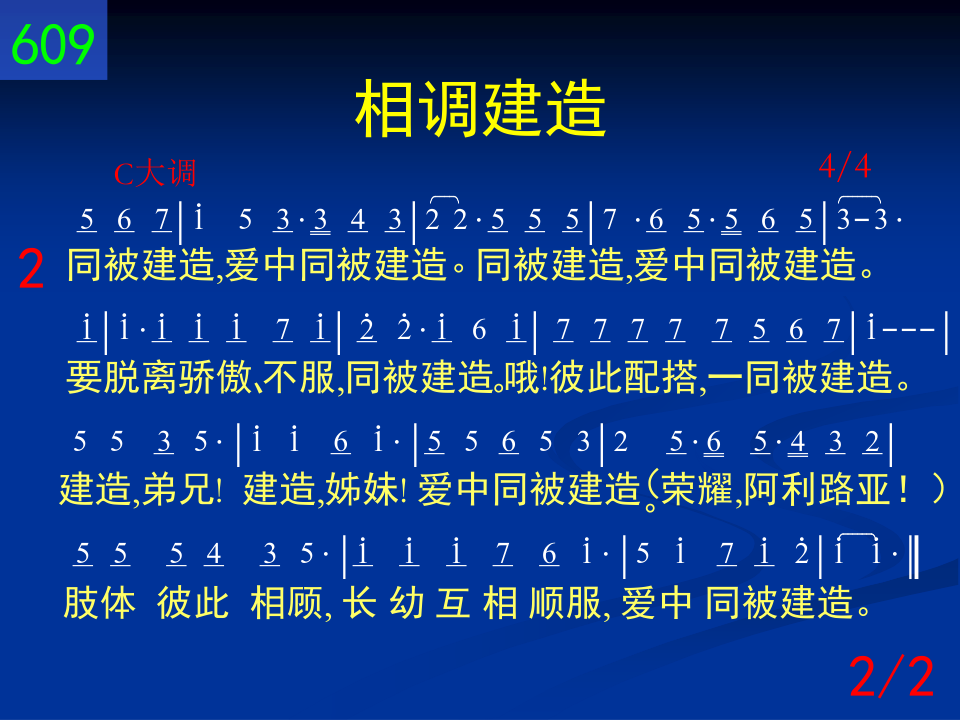 609
相调建造
C大调 4/4
5 6 7|i̇ 5 3·3 4 3|2 2·5 5 5|7 ·6 5·5 6 5|3-3·
2 同被建造,爱中同被建造。同被建造,爱中同被建造。
i̇|i̇·i̇ i̇ i̇ 7 i̇|2̇ 2̇·i̇ 6 i̇|7 7 7 7 7 5 6 7|i̇---|
要脱离骄傲、不服,同被建造。哦!彼此配搭,一同被建造。
5 5 3 5·|i̇ i̇ 6 i̇·|5 5 6 5 3|2 5·6 5·4 3 2|
建造,弟兄! 建造,姊妹! 爱中同被建造。(荣耀,阿利路亚！)
5 5 5 4 3 5·|i̇ i̇ i̇ 7 6 i̇·|5 i̇ 7 i̇ 2̇|i̇ i̇·‖
肢体 彼此 相顾, 长 幼 互 相 顺服, 爱中 同被建造。
2/2